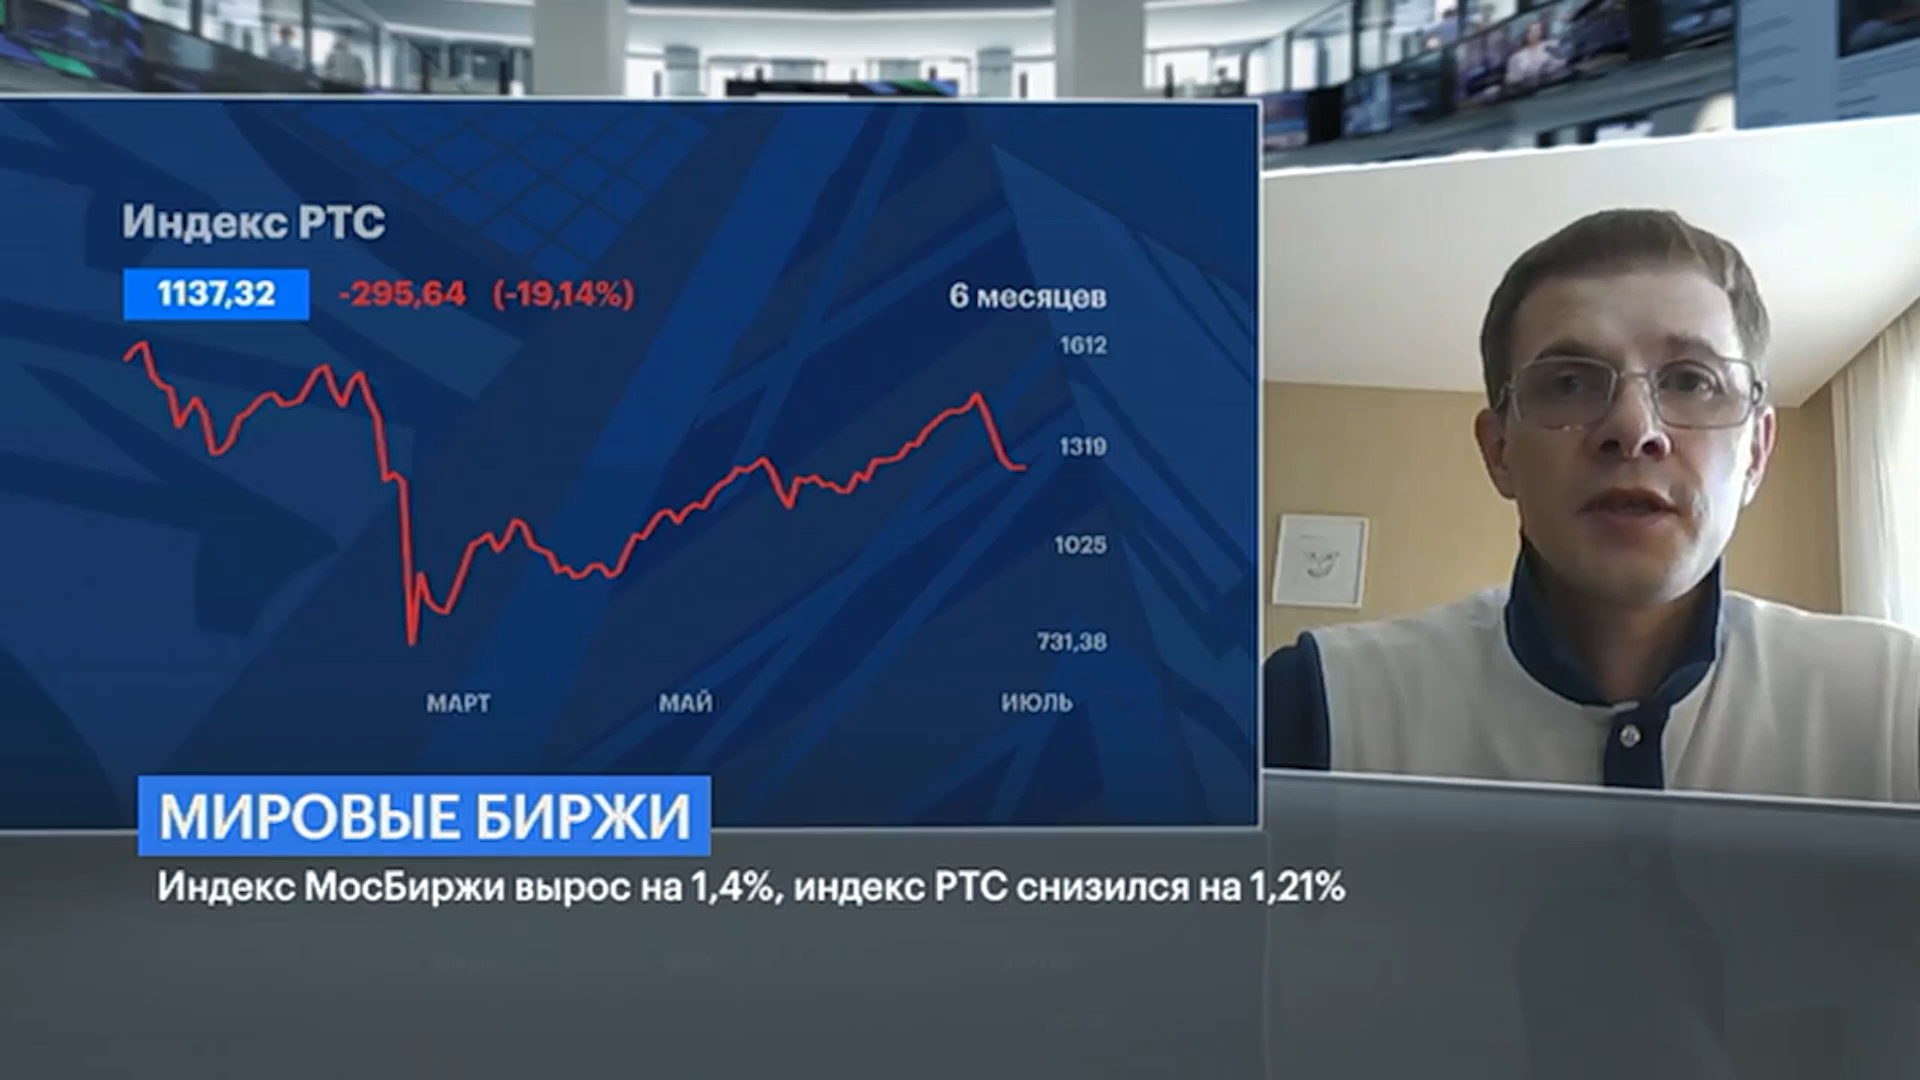 Индекс РТС
1137,32 -295,64 (-19,14%)
6 месяцев
1612
1319
1025
731,38
МАРТ МАЙ ИЮЛЬ
МИРОВЫЕ БИРЖИ
Индекс МосБиржи вырос на 1,4%, индекс РТС снизился на 1,21%